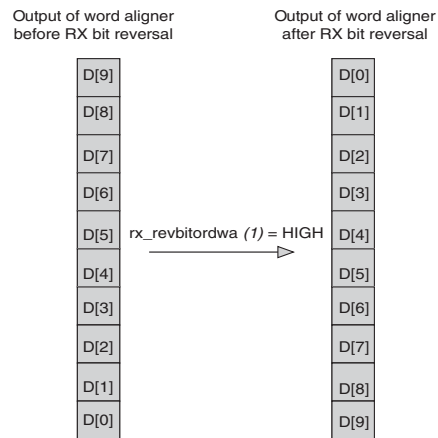 Output of word aligner
before RX bit reversal
D[9]
D[8]
D[7]
D[6]
D[5]
D[4]
D[3]
D[2]
D[1]
D[0]
rx_revbitordwa (1) = HIGH
Output of word aligner
after RX bit reversal
D[0]
D[1]
D[2]
D[3]
D[4]
D[5]
D[6]
D[7]
D[8]
D[9]